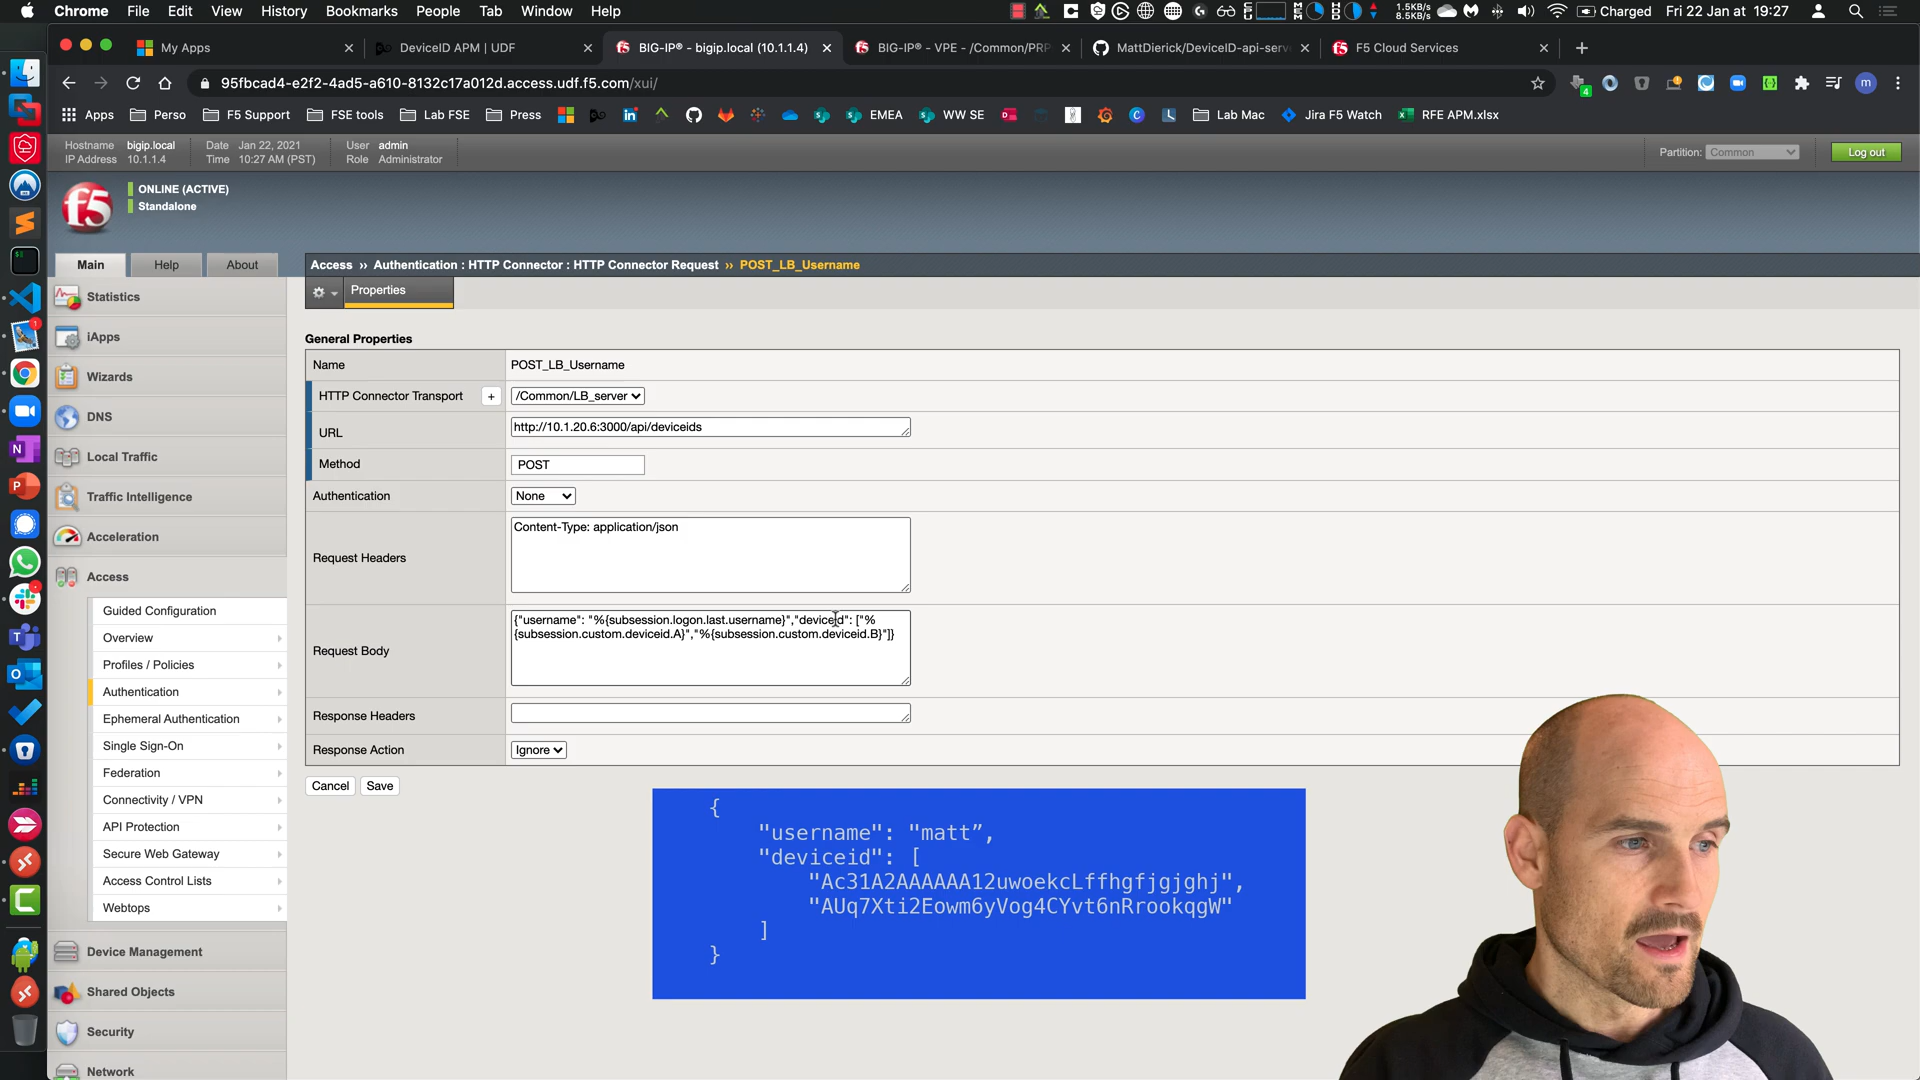 Chrome File Edit View History Bookmarks People Tab Window Help
1.5KB/s
8.5KB/s
Charged Fri 22 Jan at 19:27
My Apps
DeviceID APM | UDF
BIG-IP® - bigip.local (10.1.1.4)
BIG-IP® - VPE - /Common/PRP
MattDierick/DeviceID-api-serv
F5 Cloud Services
95fbcad4-e2f2-4ad5-a610-8132c17a012d.access.udf.f5.com/xui/
Apps Perso F5 Support FSE tools Lab FSE Press EMEA WW SE Lab Mac Jira F5 Watch RFE APM.xlsx
Hostname bigip.local Date Jan 22, 2021 User admin
IP Address 10.1.1.4 Time 10:27 AM (PST) Role Administrator
Partition: Common Log out
f5
ONLINE (ACTIVE)
Standalone
Main Help About
Access ›› Authentication : HTTP Connector : HTTP Connector Request ›› POST_LB_Username
Properties
Statistics
iApps
Wizards
DNS
Local Traffic
Traffic Intelligence
Acceleration
Access
Guided Configuration
Overview
Profiles / Policies
Authentication
Ephemeral Authentication
Single Sign-On
Federation
Connectivity / VPN
API Protection
Secure Web Gateway
Access Control Lists
Webtops
Device Management
Shared Objects
Security
Network
General Properties
Name POST_LB_Username
HTTP Connector Transport + /Common/LB_server
URL http://10.1.20.6:3000/api/deviceids
Method POST
Authentication None
Request Headers Content-Type: application/json
Request Body {"username": "%{subsession.logon.last.username}","deviceid": ["%
{subsession.custom.deviceid.A}","%{subsession.custom.deviceid.B}"]}
Response Headers
Response Action Ignore
Cancel Save
{
"username": "matt”,
"deviceid": [
"Ac31A2AAAAAA12uwoekcLffhgfjgjghj",
"AUq7Xti2Eowm6yVog4CYvt6nRrookqgW"
]
}